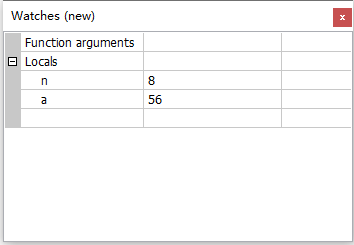 Watches (new)
Function arguments
Locals
n 8
a 56